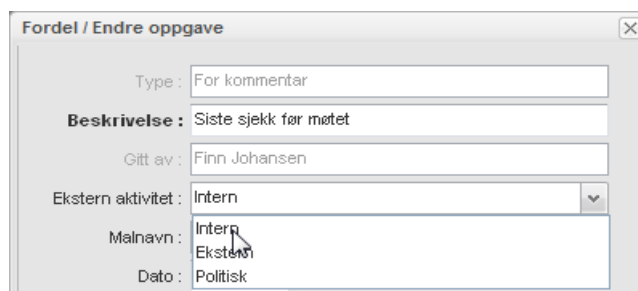 Fordel / Endre oppgave
Type : For kommentar
Beskrivelse : Siste sjekk før møtet
Gitt av : Finn Johansen
Ekstern aktivitet : Intern
Malnavn : Intern
Ekstern
Dato : Politisk